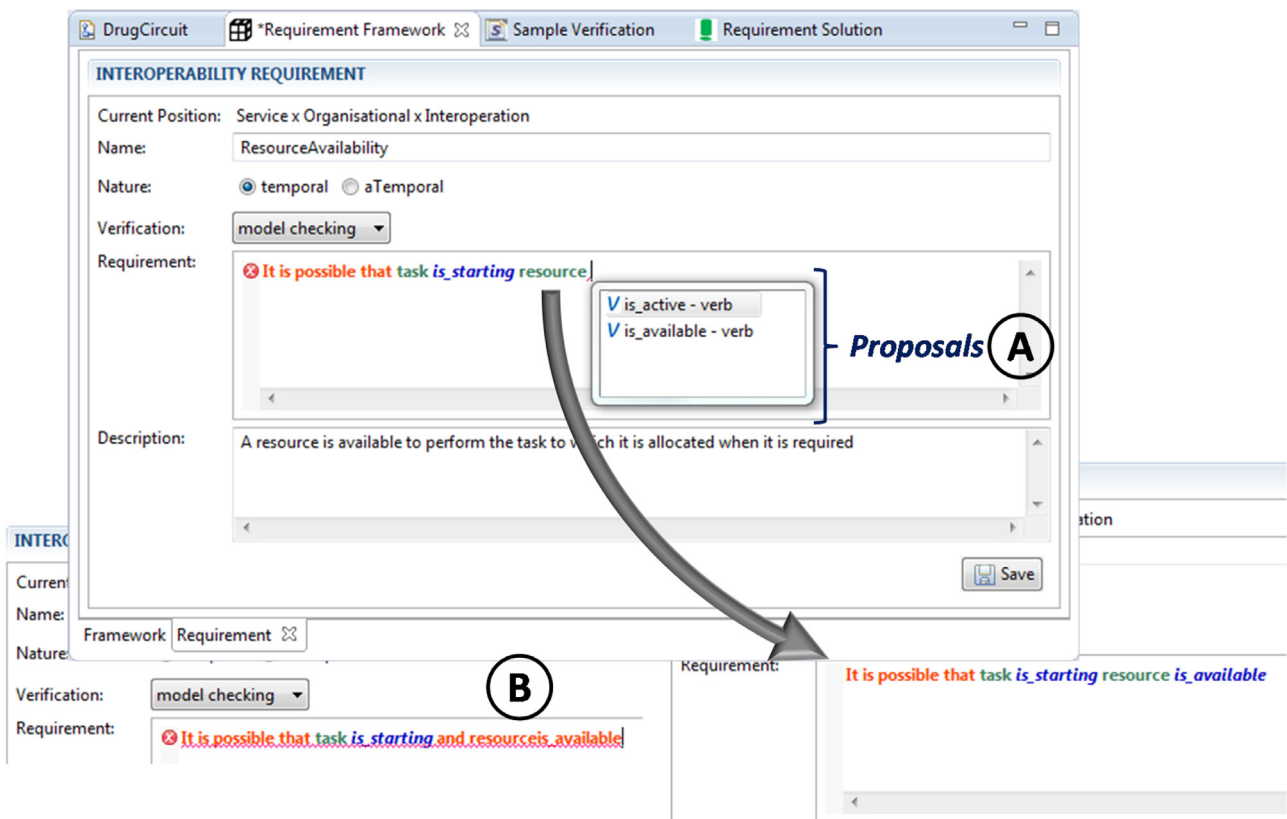 DrugCircuit *Requirement Framework Sample Verification Requirement Solution
INTEROPERABILITY REQUIREMENT
Current Position: Service x Organisational x Interoperation
Name: ResourceAvailability
Nature: temporal aTemporal
Verification: model checking
Requirement: It is possible that task is_starting resource
V is_active - verb
V is_available - verb
Proposals A
Description: A resource is available to perform the task to which it is allocated when it is required
Save
Framework Requirement
INTERO
Current
Name:
Nature:
Verification: model checking
Requirement: It is possible that task is_starting and resourceis_available
B
ation
Requirement: It is possible that task is_starting resource is_available